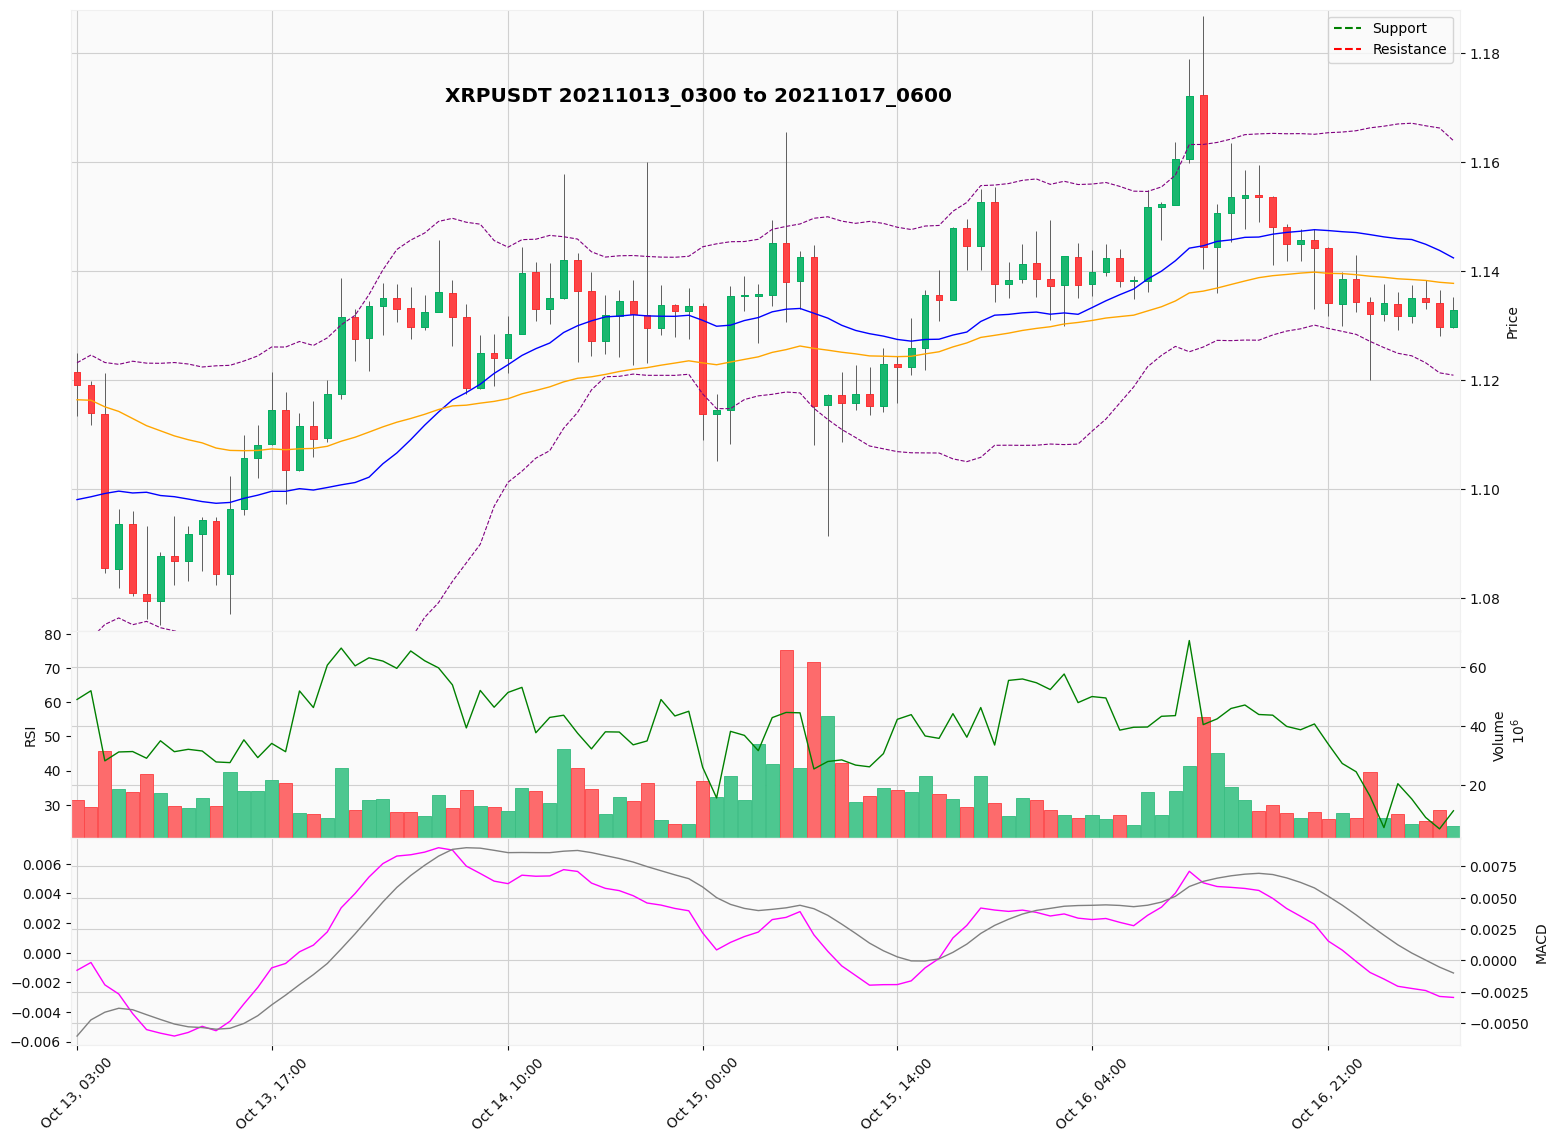 Support
Resistance
XRPUSDT 20211013_0300 to 20211017_0600
1.18
1.16
1.14
1.12
1.10
1.08
Price
80
70
60
50
40
30
RSI
60
40
20
Volume
10^6
0.006
0.004
0.002
0.000
−0.002
−0.004
−0.006
0.0075
0.0050
0.0025
0.0000
−0.0025
−0.0050
MACD
Oct 13, 03:00
Oct 13, 17:00
Oct 14, 10:00
Oct 15, 00:00
Oct 15, 14:00
Oct 16, 04:00
Oct 16, 21:00